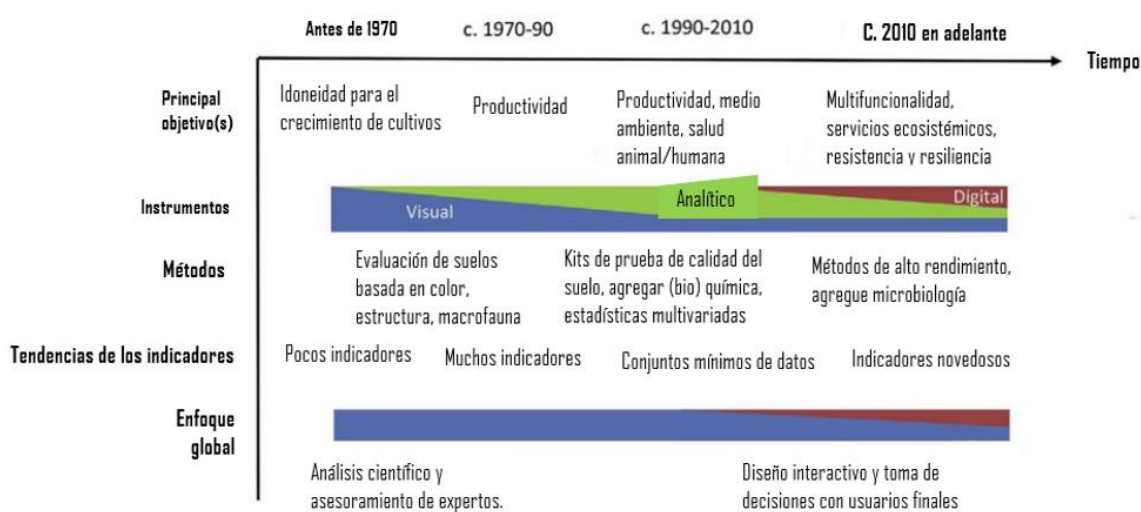 Antes de 1970
c. 1970-90
c. 1990-2010
C. 2010 en adelante
Tiempo
Principal
objetivo(s)
Idoneidad para el
crecimiento de cultivos
Productividad
Productividad, medio
ambiente, salud
animal/humana
Multifuncionalidad,
servicios ecosistémicos,
resistencia y resiliencia
Instrumentos
Visual
Analítico
Digital
Métodos
Evaluación de suelos
basada en color,
estructura, macrofauna
Kits de prueba de calidad del
suelo, agregar (bio) química,
estadísticas multivariadas
Métodos de alto rendimiento,
agregue microbiología
Tendencias de los indicadores
Pocos indicadores
Muchos indicadores
Conjuntos mínimos de datos
Indicadores novedosos
Enfoque
global
Análisis científico y
asesoramiento de expertos.
Diseño interactivo y toma de
decisiones con usuarios finales